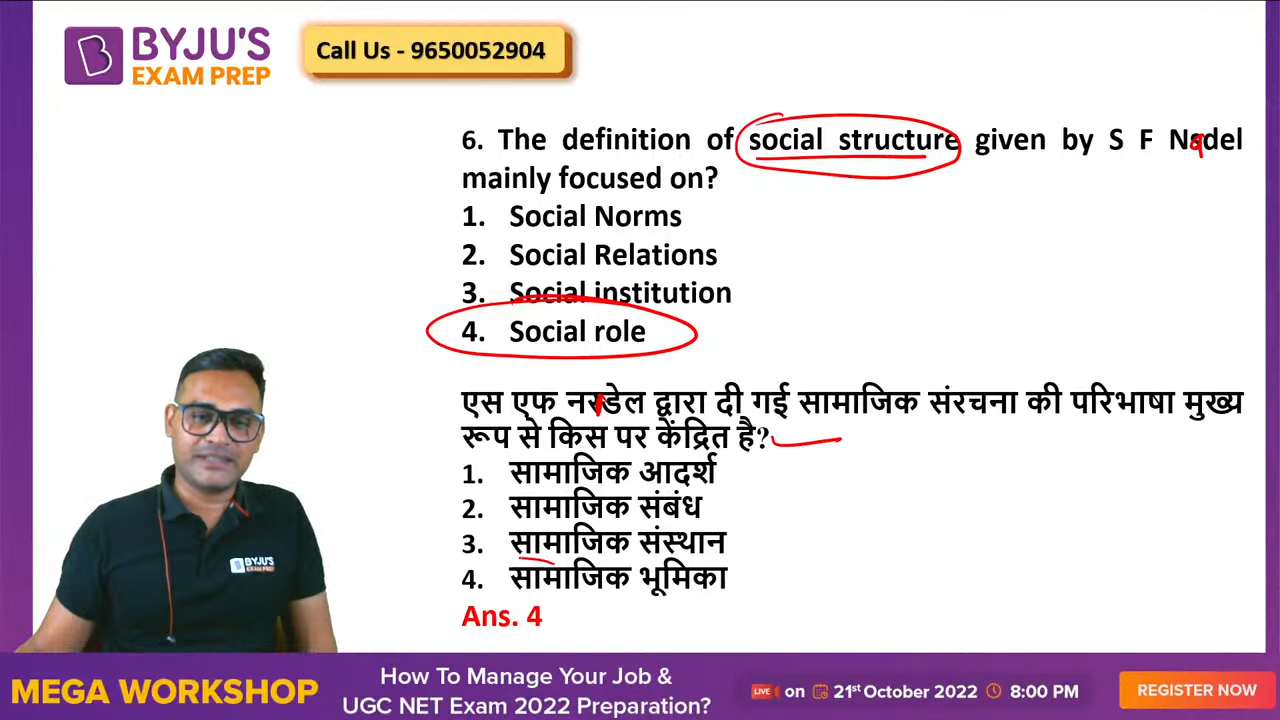 BYJU'S
EXAM PREP
Call Us - 9650052904
6. The definition of social structure given by S F Nadel
mainly focused on?
1. Social Norms
2. Social Relations
3. Social institution
4. Social role
एस एफ द्वारा दी गई सामाजिक संरचना की परिभाषा मुख्य
रूप से किस पर केंद्रित है?
1. सामाजिक आदर्श
2. सामाजिक संबंध
3. सामाजिक संस्थान
4. सामाजिक भूमिका
Ans. 4
BYJU'S
EXAM PREP
MEGA WORKSHOP
How To Manage Your Job &
UGC NET Exam 2022 Preparation?
LIVE on 21st October 2022 8:00 PM
REGISTER NOW